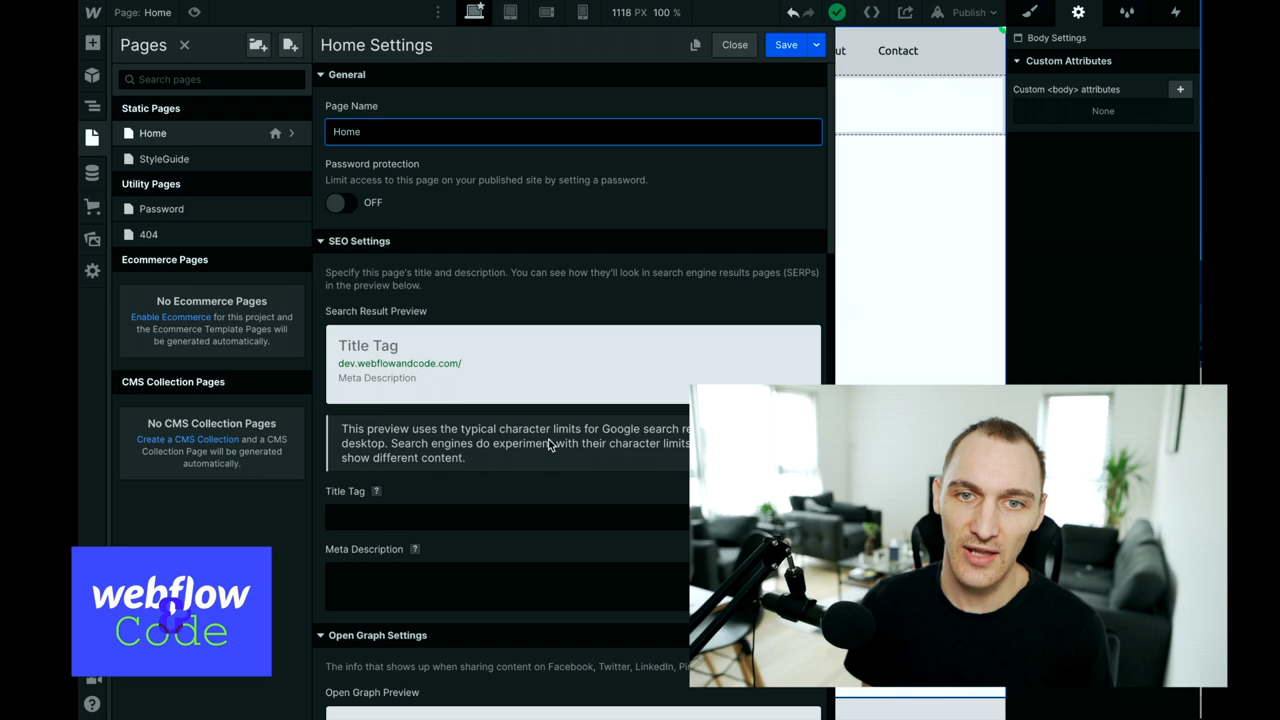 Page: Home
1118 PX 100 %
Publish
Pages
Search pages
Static Pages
Home
StyleGuide
Utility Pages
Password
404
Ecommerce Pages
No Ecommerce Pages
Enable Ecommerce for this project and
the Ecommerce Template Pages will
be generated automatically.
CMS Collection Pages
No CMS Collection Pages
Create a CMS Collection and a CMS
Collection Page will be generated
automatically.
Home Settings
Close
Save
General
Page Name
Home
Password protection
Limit access to this page on your published site by setting a password.
OFF
SEO Settings
Specify this page's title and description. You can see how they'll look in search engine results pages (SERPs)
in the preview below.
Search Result Preview
Title Tag
dev.webflowandcode.com/
Meta Description
This preview uses the typical character limits for Google search re
desktop. Search engines do experiment with their character limits
show different content.
Title Tag ?
Meta Description ?
Open Graph Settings
The info that shows up when sharing content on Facebook, Twitter, LinkedIn, Pi
Open Graph Preview
ut
Contact
Body Settings
Custom Attributes
Custom <body> attributes
+
None
webflow
Code